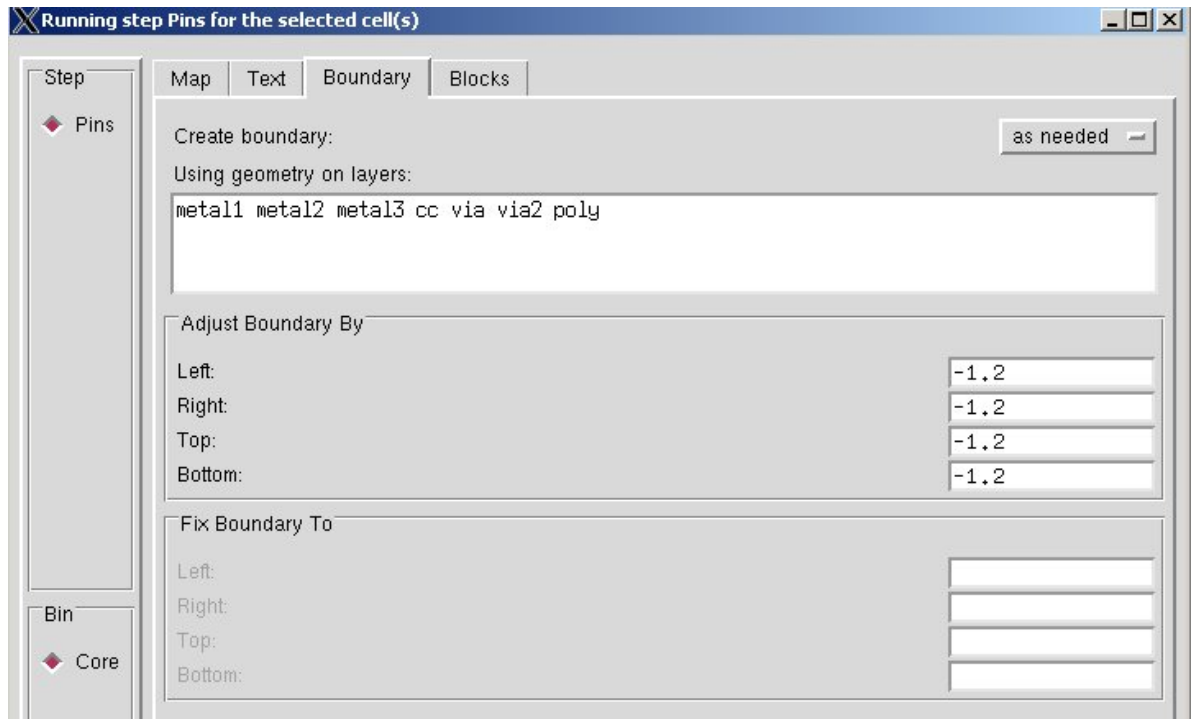 Running step Pins for the selected cell(s)
Step
Pins
Map Text Boundary Blocks
Create boundary: as needed
Using geometry on layers:
metal1 metal2 metal3 cc via via2 poly
Adjust Boundary By
Left: -1.2
Right: -1.2
Top: -1.2
Bottom: -1.2
Fix Boundary To
Left:
Right:
Top:
Bottom:
Bin
Core